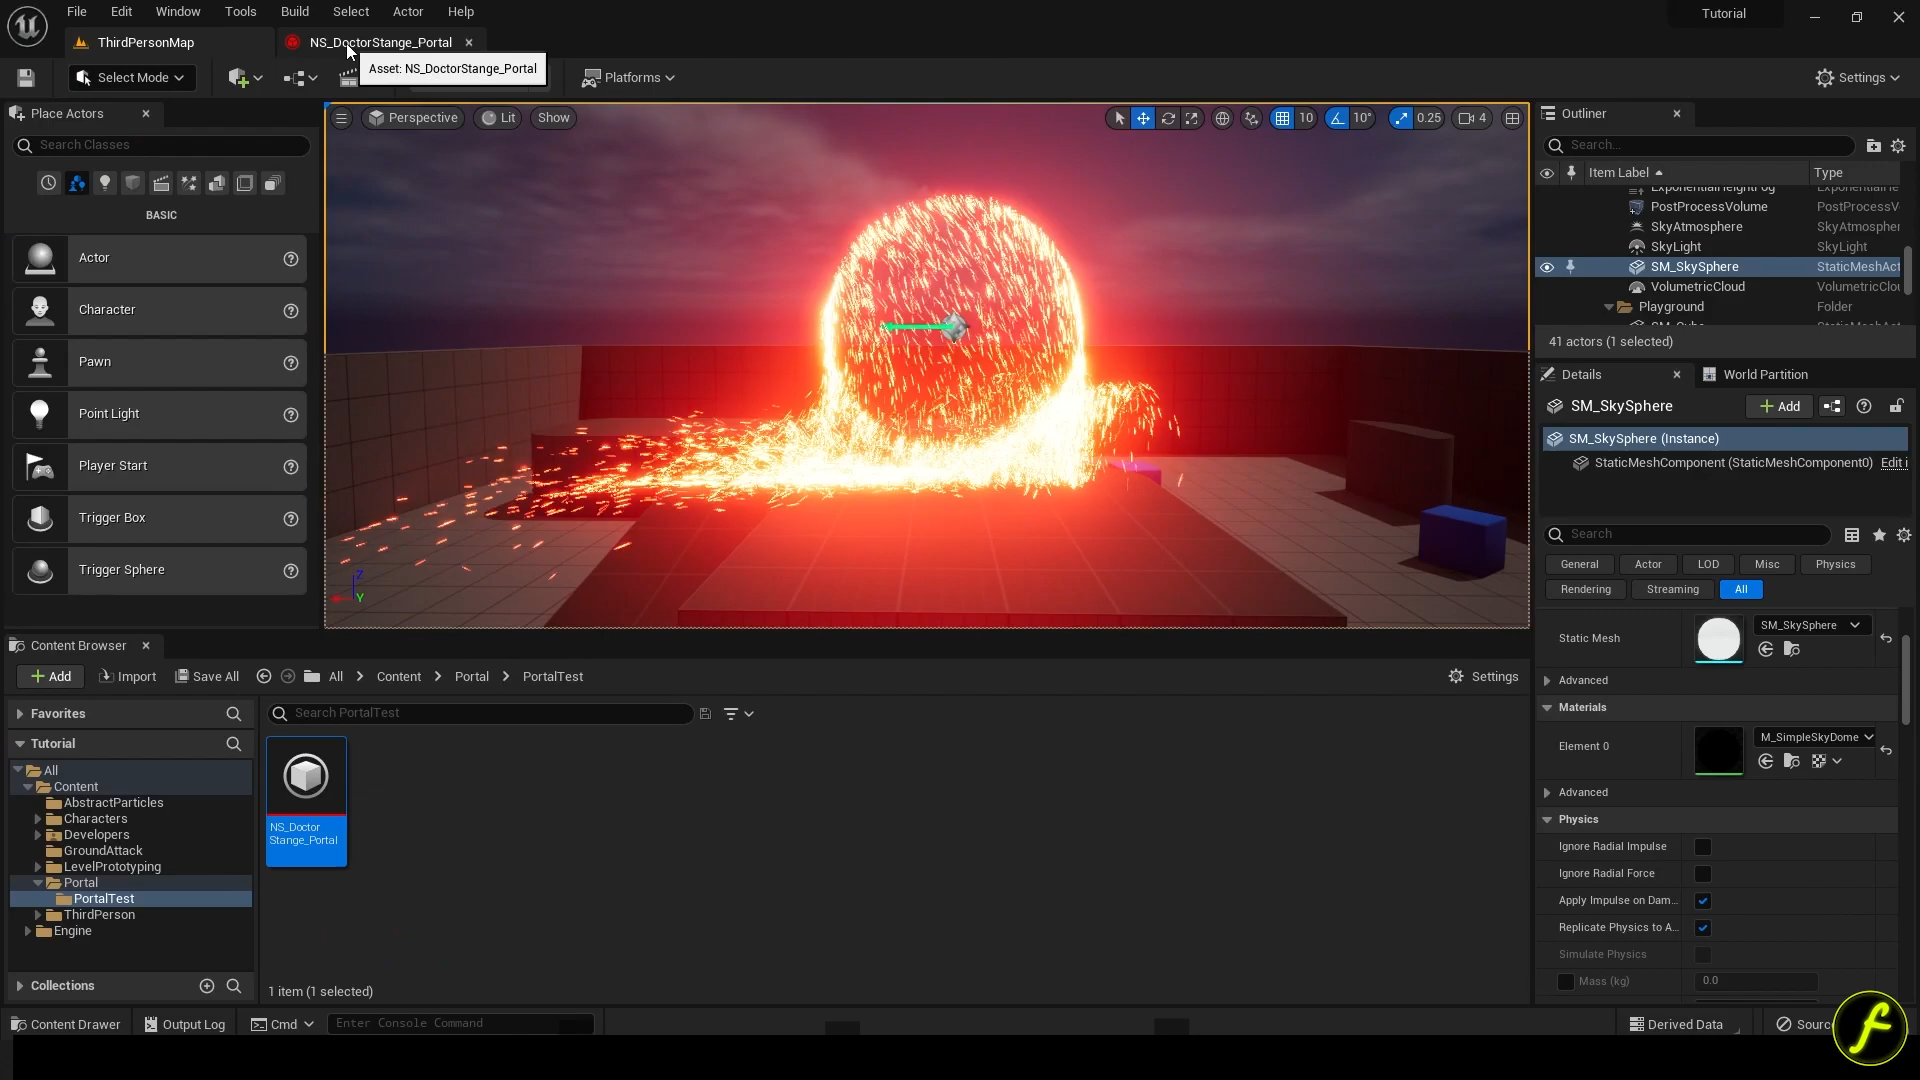 File Edit Window Tools Build Select Actor Help
Tutorial
ThirdPersonMap
NS_DoctorStange_Portal
Asset: NS_DoctorStange_Portal
Select Mode
Platforms
Settings
Place Actors
Search Classes
BASIC
Actor
Character
Pawn
Point Light
Player Start
Trigger Box
Trigger Sphere
Perspective
Lit
Show
10
10°
0.25
4
Z
Y
Outliner
Search...
Item Label Type
ExponentialHeightFog
PostProcessVolume PostProcessV
SkyAtmosphere SkyAtmospher
SkyLight SkyLight
SM_SkySphere StaticMeshAct
VolumetricCloud VolumetricClou
Playground Folder
41 actors (1 selected)
Details
World Partition
SM_SkySphere
Add
SM_SkySphere (Instance)
StaticMeshComponent (StaticMeshComponent0) Edit i
Search
General Actor LOD Misc Physics
Rendering Streaming All
Static Mesh
SM_SkySphere
Advanced
Materials
Element 0
M_SimpleSkyDome
Advanced
Physics
Ignore Radial Impulse
Ignore Radial Force
Apply Impulse on Dam...
Replicate Physics to A...
Simulate Physics
Mass (kg) 0.0
Content Browser
Add Import Save All All Content Portal PortalTest
Settings
Favorites
Tutorial
All
Content
AbstractParticles
Characters
Developers
GroundAttack
LevelPrototyping
Portal
PortalTest
ThirdPerson
Engine
Collections
Search PortalTest
NS_Doctor
Stange_Portal
1 item (1 selected)
Content Drawer Output Log Cmd Enter Console Command
Derived Data
Sourc
f